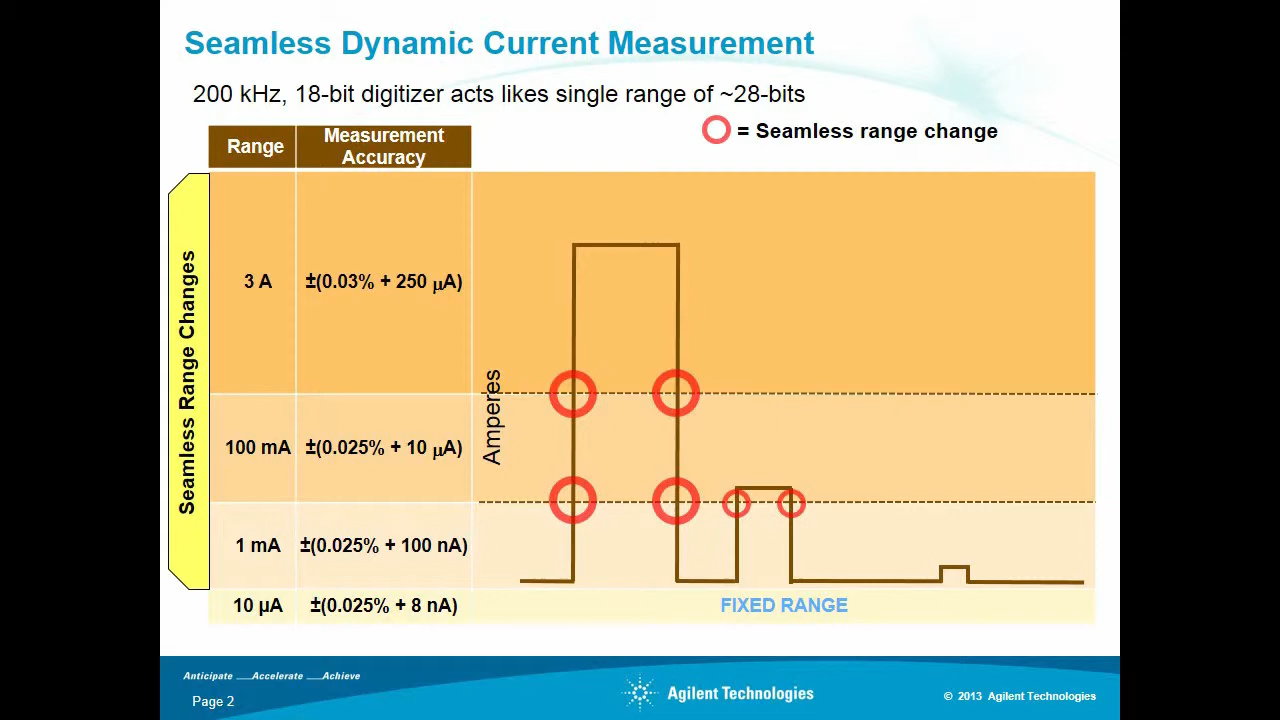 Seamless Dynamic Current Measurement
200 kHz, 18-bit digitizer acts likes single range of ~28-bits
= Seamless range change
Range
Measurement
Accuracy
Seamless Range Changes
3 A
±(0.03% + 250 µA)
Amperes
100 mA
±(0.025% + 10 µA)
1 mA
±(0.025% + 100 nA)
10 µA
±(0.025% + 8 nA)
FIXED RANGE
Anticipate __Accelerate __Achieve
Page 2
Agilent Technologies
© 2013 Agilent Technologies